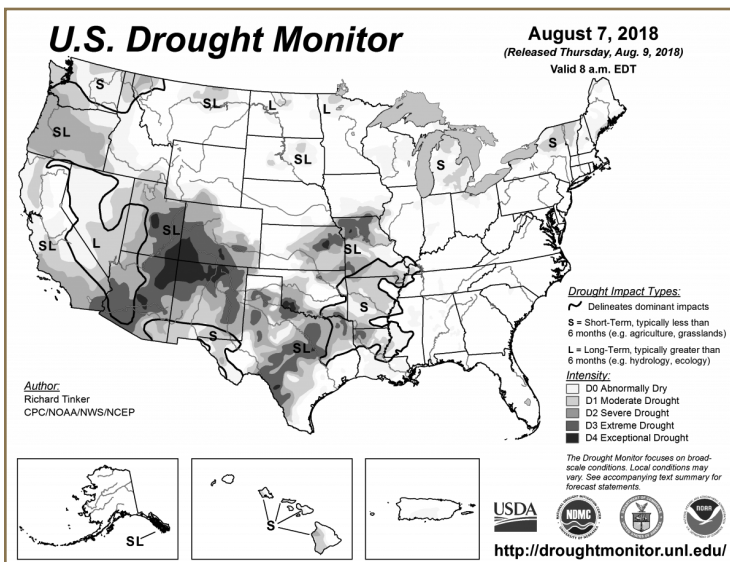 U.S. Drought Monitor
August 7, 2018
(Released Thursday, Aug. 9, 2018)
Valid 8 a.m. EDT
S
SL
L
L
SL
SL
S
S
SL
L
SL
SL
S
S
SL
Drought Impact Types:
Delineates dominant impacts
S = Short-Term, typically less than
6 months (e.g. agriculture, grasslands)
L = Long-Term, typically greater than
6 months (e.g. hydrology, ecology)
Intensity:
D0 Abnormally Dry
D1 Moderate Drought
D2 Severe Drought
D3 Extreme Drought
D4 Exceptional Drought
Author:
Richard Tinker
CPC/NOAA/NWS/NCEP
The Drought Monitor focuses on broad-
scale conditions. Local conditions may
vary. See accompanying text summary for
forecast statements.
SL
S
USDA
NDMC
NOAA
http://droughtmonitor.unl.edu/